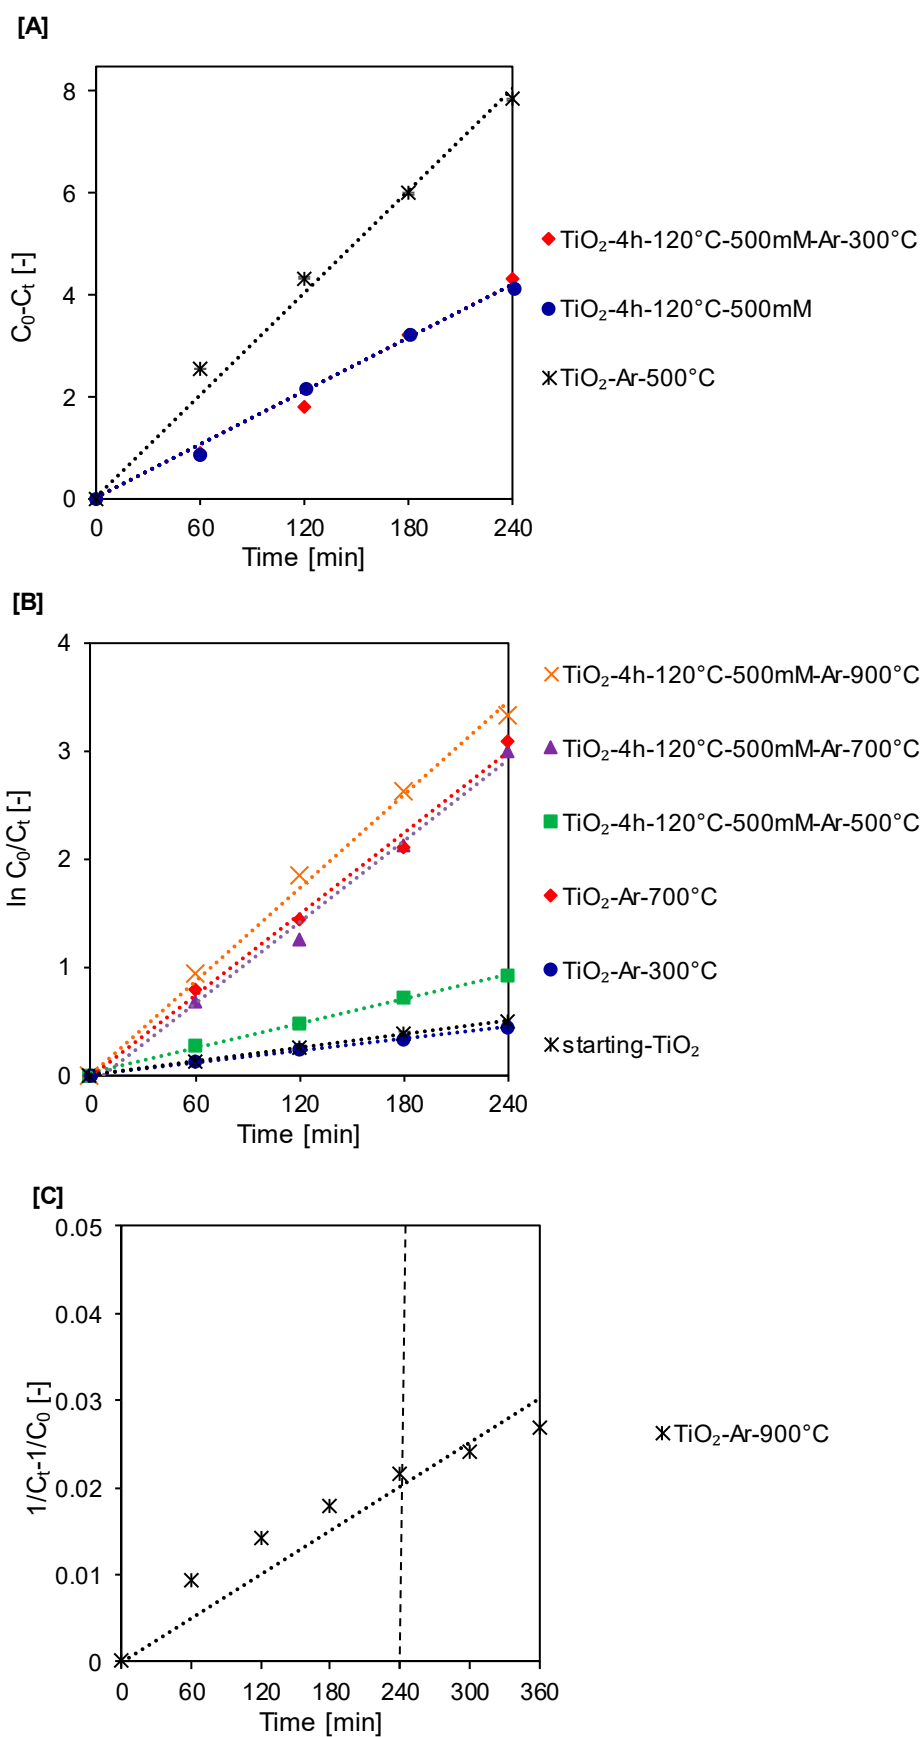 [A]
8
6
4
2
0
C₀-Cₜ [-]
0 60 120 180 240
Time [min]
TiO₂-4h-120°C-500mM-Ar-300°C
TiO₂-4h-120°C-500mM
TiO₂-Ar-500°C
[B]
4
3
2
1
0
ln C₀/Cₜ [-]
0 60 120 180 240
Time [min]
TiO₂-4h-120°C-500mM-Ar-900°C
TiO₂-4h-120°C-500mM-Ar-700°C
TiO₂-4h-120°C-500mM-Ar-500°C
TiO₂-Ar-700°C
TiO₂-Ar-300°C
starting-TiO₂
[C]
0.05
0.04
0.03
0.02
0.01
0
1/Cₜ-1/C₀ [-]
0 60 120 180 240 300 360
Time [min]
TiO₂-Ar-900°C